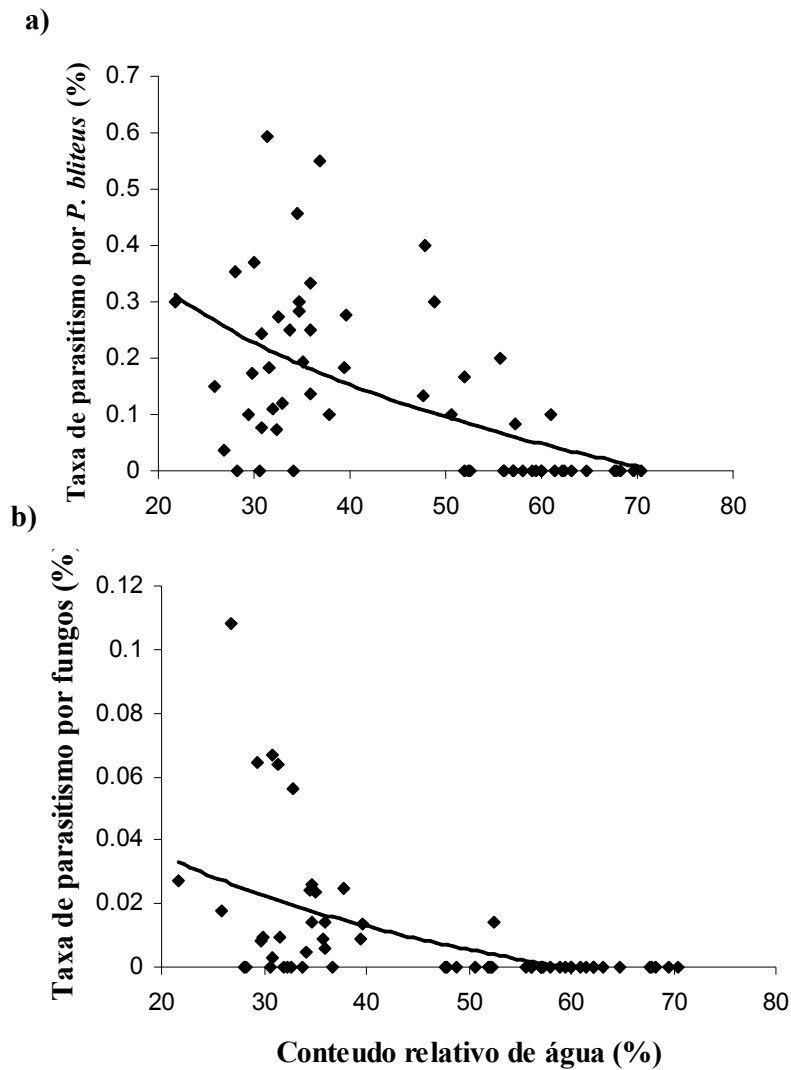 a)
Taxa de parasitismo por P. bliteus (%)
0.7
0.6
0.5
0.4
0.3
0.2
0.1
0
20 30 40 50 60 70 80
b)
Taxa de parasitismo por fungos (%)
0.12
0.1
0.08
0.06
0.04
0.02
0
20 30 40 50 60 70 80
Conteudo relativo de água (%)